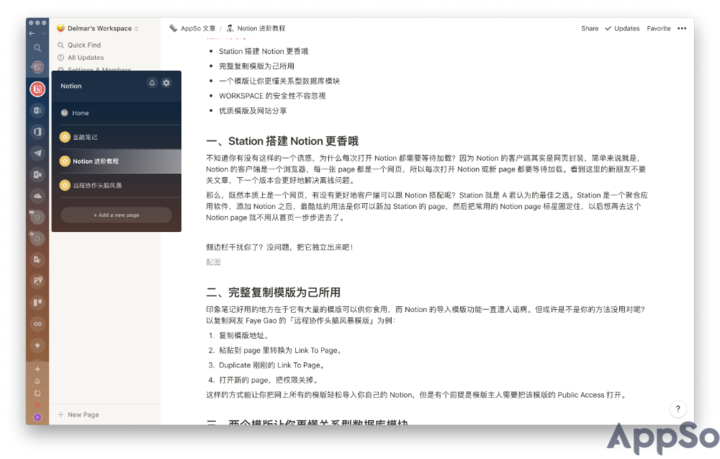 Delmar's Workspace
AppSo 文章 / Notion 进阶教程
Share
Updates
Favorite
Quick Find
All Updates
Settings & Members
Notion
Home
金融笔记
Notion 进阶教程
远程协作头脑风暴
+ Add a new page
New Page
Station 搭建 Notion 更香哦
完整复制模版为己所用
一个模版让你更懂关系型数据库模块
WORKSPACE 的安全性不容忽视
优质模版及网站分享
一、Station 搭建 Notion 更香哦
不知道你有没有这样的一个诱惑，为什么每次打开 Notion 都需要等待加载？因为 Notion 的客户端其实是网页封装，简单来说就是，
Notion 的客户端是一个浏览器，每一张 page 都是一个网页，所以每次打开 Notion 或新 page 都要等待加载。看到这里的新朋友不要
关文章，下一个版本会更好地解决离线问题。
那么，既然本质上是一个网页，有没有更好地客户端可以跟 Notion 搭配呢？Station 就是 A 君认为的最佳之选。Station 是一个聚合应
用软件，添加 Notion 之后，最酷炫的用法是你可以新加 Station 的 page，然后把常用的 Notion page 标星固定住，以后想再去这个
Notion page 就不用从首页一步步进去了。
侧边栏干扰你了？没问题，把它独立出来吧！
配图
二、完整复制模版为己所用
印象笔记好用的地方在于它有大量的模版可以供你食用，而 Notion 的导入模版功能一直遭人诟病。但或许是不是你的方法没用对呢？
以复制网友 Faye Gao 的「远程协作头脑风暴模版」为例：
1. 复制模版地址。
2. 粘贴到 page 里转换为 Link To Page。
3. Duplicate 刚刚的 Link To Page。
4. 打开新的 page，把权限关掉。
这样的方式能让你把网上所有的模版轻松导入你自己的 Notion，但是有个前提是模版主人需要把该模版的 Public Access 打开。
三、两个模版让你更懂关系型数据库模块
?
AppSo